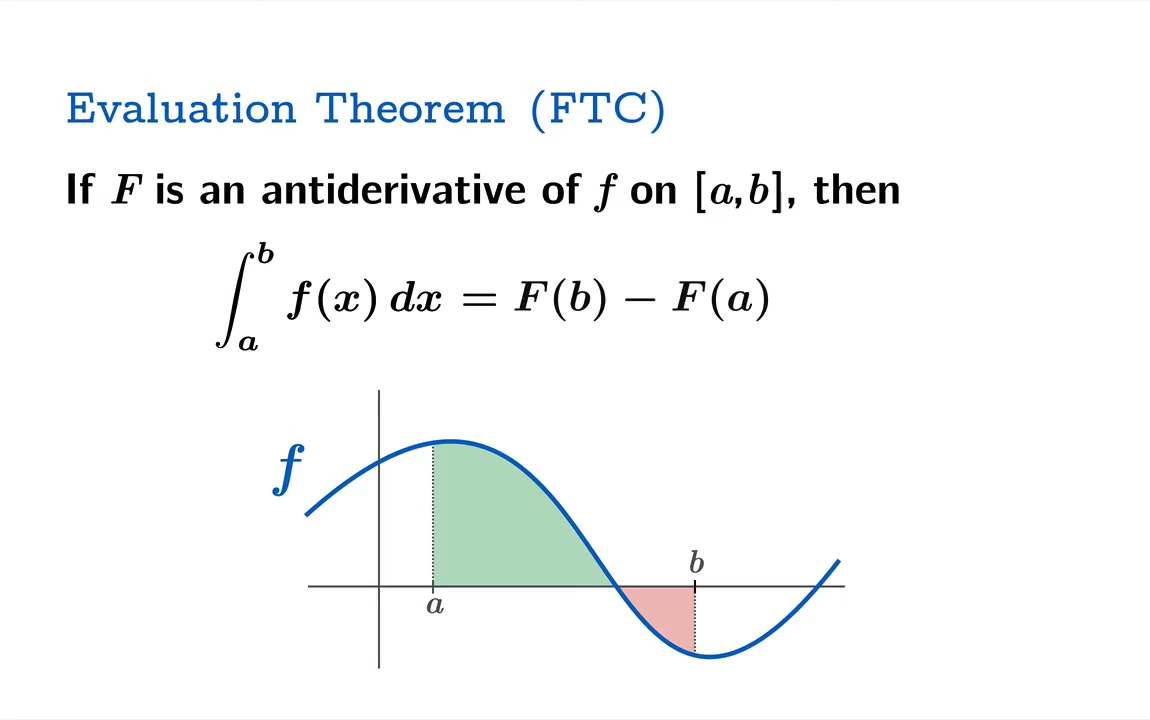 Evaluation Theorem (FTC)
If F is an antiderivative of f on [a,b], then
∫_a^b f(x) dx = F(b) − F(a)
f
b
a